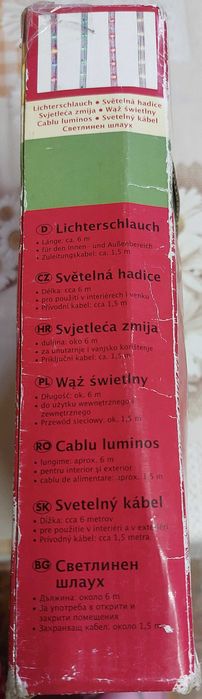 Lichterschlauch • Světelná hadice
Svjetleća zmija • Wąż świetlny
Cablu luminos • Svetelný kábel
Светлинен шлаух
D Lichterschlauch
• Länge: ca. 6 m
• für den Innen- und Außenbereich
• Zuleitungskabel: ca. 1,5 m
CZ Světelná hadice
• Délka: cca 6 m
• pro použití v interiérech i venku
• Přívodní kabel: cca 1,5 m
HR Svjetleća zmija
• duljina: oko 6 m
• za unutarnje i vanjsko korištenje
• Priključni kabel: ca. 1,5 m
PL Wąż świetlny
• Długość: ok. 6 m
• do użytku wewnętrznego i
zewnętrznego
• Przewód sieciowy: ok. 1,5 m
RO Cablu luminos
• lungime: aprox. 6 m
• pentru interior şi exterior
• cablu de alimentare: aprox. 1,5 m
SK Svetelný kábel
• Dĺžka: cca 6 metrov
• pre použitie v interiéri a v exteriéri
• Prívodný kábel: cca 1,5 metra
BG Светлинен
шлаух
• Дължина: около 6 m
• За употреба в открити и
закрити помещения
• Захранващ кабел: около 1,5 m